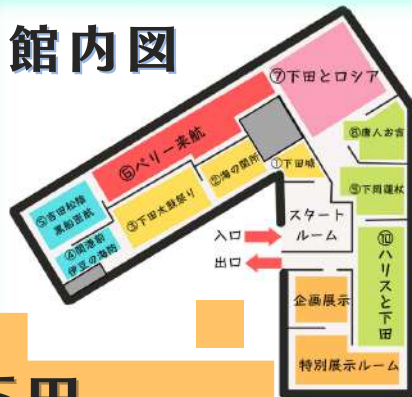 館内図
⑦下田とロシア
⑥ペリー来航
⑧唐人お吉
①下田城
②海の関所
⑨下岡蓮杖
⑤吉田松陰
黒船密航
③下田太鼓祭り
スタート
ルーム
④開港前
伊豆の海防
入口
出口
⑩ハリスと下田
企画展示
特別展示ルーム